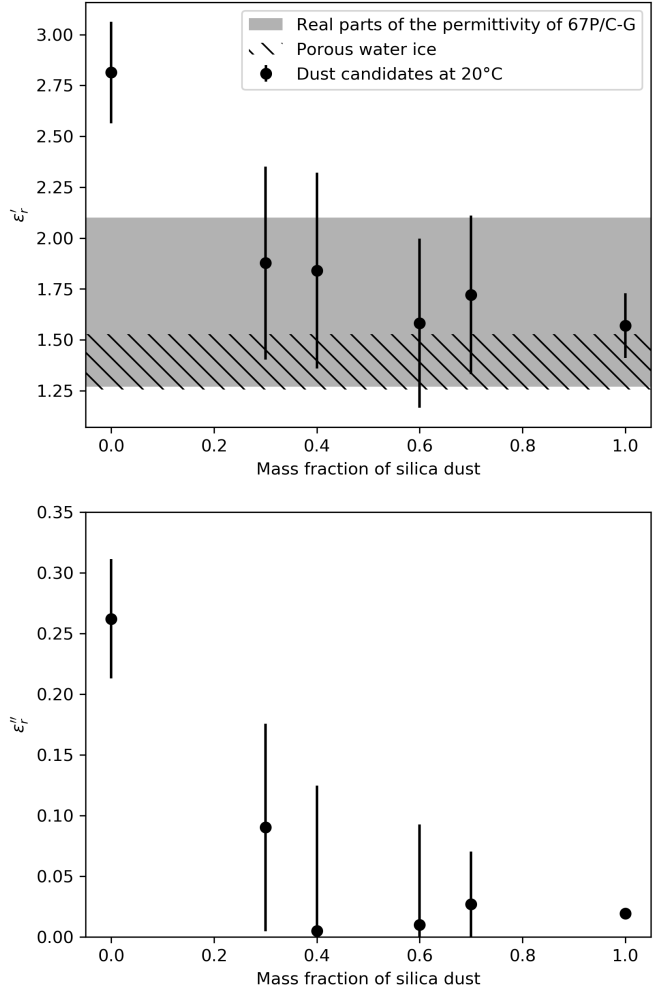 Real parts of the permittivity of 67P/C-G
Porous water ice
Dust candidates at 20°C
3.00
2.75
2.50
2.25
2.00
1.75
1.50
1.25
ε′r
0.0 0.2 0.4 0.6 0.8 1.0
Mass fraction of silica dust
0.35
0.30
0.25
0.20
0.15
0.10
0.05
0.00
ε″r
0.0 0.2 0.4 0.6 0.8 1.0
Mass fraction of silica dust